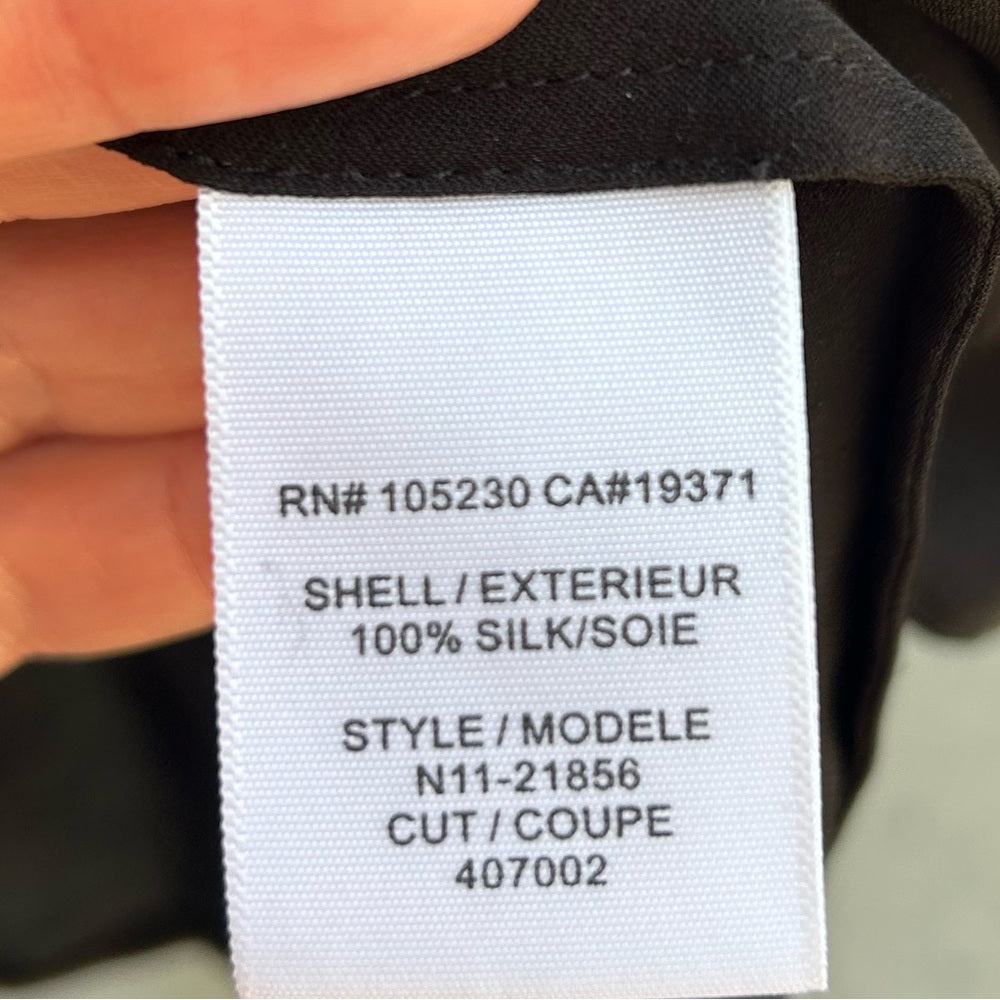 RN# 105230 CA#19371
SHELL / EXTERIEUR
100% SILK/SOIE
STYLE / MODELE
N11-21856
CUT / COUPE
407002